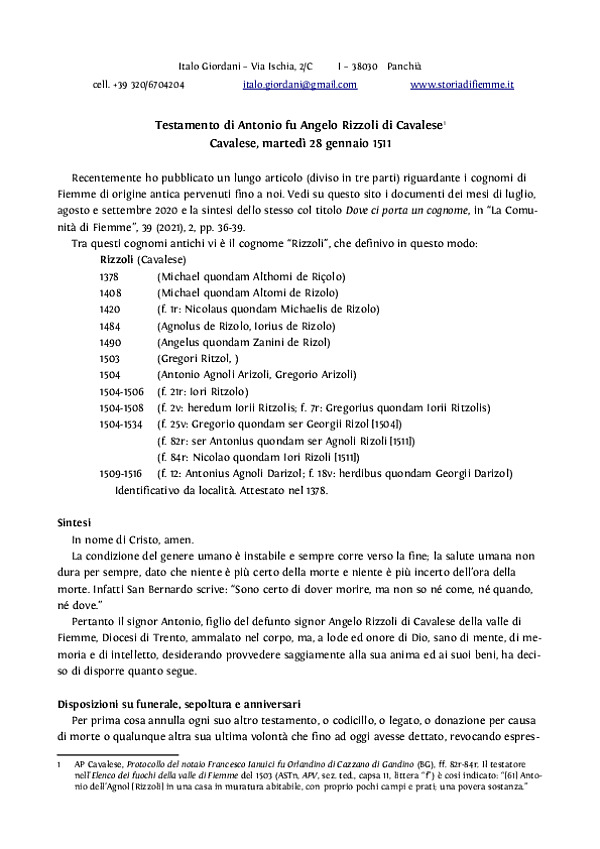 Italo Giordani – Via Ischia, 2/C I – 38030 Panchià
cell. +39 320/6704204 italo.giordani@gmail.com www.storiadifiemme.it
Testamento di Antonio fu Angelo Rizzoli di Cavalese¹
Cavalese, martedì 28 gennaio 1511
Recentemente ho pubblicato un lungo articolo (diviso in tre parti) riguardante i cognomi di
Fiemme di origine antica pervenuti fino a noi. Vedi su questo sito i documenti dei mesi di luglio,
agosto e settembre 2020 e la sintesi dello stesso col titolo Dove ci porta un cognome, in “La Comu-
nità di Fiemme”, 39 (2021), 2, pp. 36-39.
Tra questi cognomi antichi vi è il cognome “Rizzoli”, che definivo in questo modo:
Rizzoli (Cavalese)
1378 (Michael quondam Althomi de Riçolo)
1408 (Michael quondam Altomi de Rizolo)
1420 (f. 1r: Nicolaus quondam Michaelis de Rizolo)
1484 (Agnolus de Rizolo, Iorius de Rizolo)
1490 (Angelus quondam Zanini de Rizol)
1503 (Gregori Ritzol, )
1504 (Antonio Agnoli Arizoli, Gregorio Arizoli)
1504-1506 (f. 21r: Iori Ritzolo)
1504-1508 (f. 2v: heredum Iorii Ritzolis; f. 7r: Gregorius quondam Iorii Ritzolis)
1504-1534 (f. 25v: Gregorio quondam ser Georgii Rizol [1504])
(f. 82r: ser Antonius quondam ser Agnoli Rizoli [1511])
(f. 84r: Nicolao quondam Iori Rizoli [1511])
1509-1516 (f. 12: Antonius Agnoli Darizol; f. 18v: herdibus quondam Georgii Darizol)
Identificativo da località. Attestato nel 1378.
Sintesi
In nome di Cristo, amen.
La condizione del genere umano è instabile e sempre corre verso la fine; la salute umana non
dura per sempre, dato che niente è più certo della morte e niente è più incerto dell’ora della
morte. Infatti San Bernardo scrive: “Sono certo di dover morire, ma non so né come, né quando,
né dove.”
Pertanto il signor Antonio, figlio del defunto signor Angelo Rizzoli di Cavalese della valle di
Fiemme, Diocesi di Trento, ammalato nel corpo, ma, a lode ed onore di Dio, sano di mente, di me-
moria e di intelletto, desiderando provvedere saggiamente alla sua anima ed ai suoi beni, ha deci-
so di disporre quanto segue.
Disposizioni su funerale, sepoltura e anniversari
Per prima cosa annulla ogni suo altro testamento, o codicillo, o legato, o donazione per causa
di morte o qualunque altra sua ultima volontà che fino ad oggi avesse dettato, revocando espres-
1 AP Cavalese, Protocollo del notaio Francesco Ianuici fu Orlandino di Cazzano di Gandino (BG), ff. 82r-84r. Il testatore
nell’Elenco dei fuochi della valle di Fiemme del 1503 (ASTn, APV, sez. ted., capsa 11, littera “f”) è così indicato: “[61] Anto-
nio dell’Agnol [Rizzoli] in una casa in muratura abitabile, con proprio pochi campi e prati; una povera sostanza.”